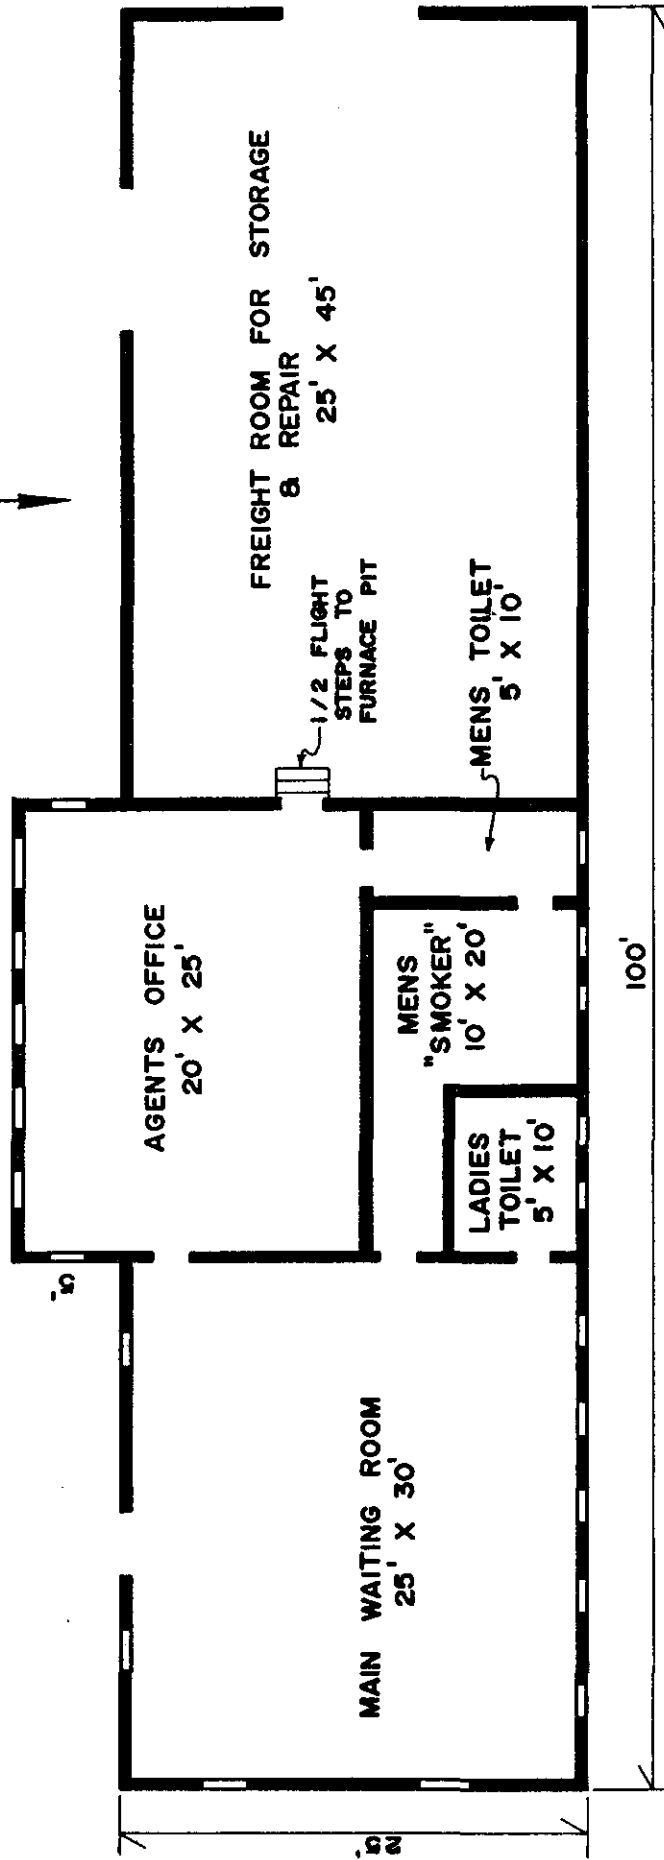 FREIGHT ROOM FOR STORAGE
& REPAIR
25' X 45'
1/2 FLIGHT
STEPS TO
FURNACE PIT
MENS TOILET
5' X 10'
AGENTS OFFICE
20' X 25'
MENS
"SMOKER"
10' X 20'
LADIES
TOILET
5' X 10'
5'
MAIN WAITING ROOM
25' X 30'
100'
25'